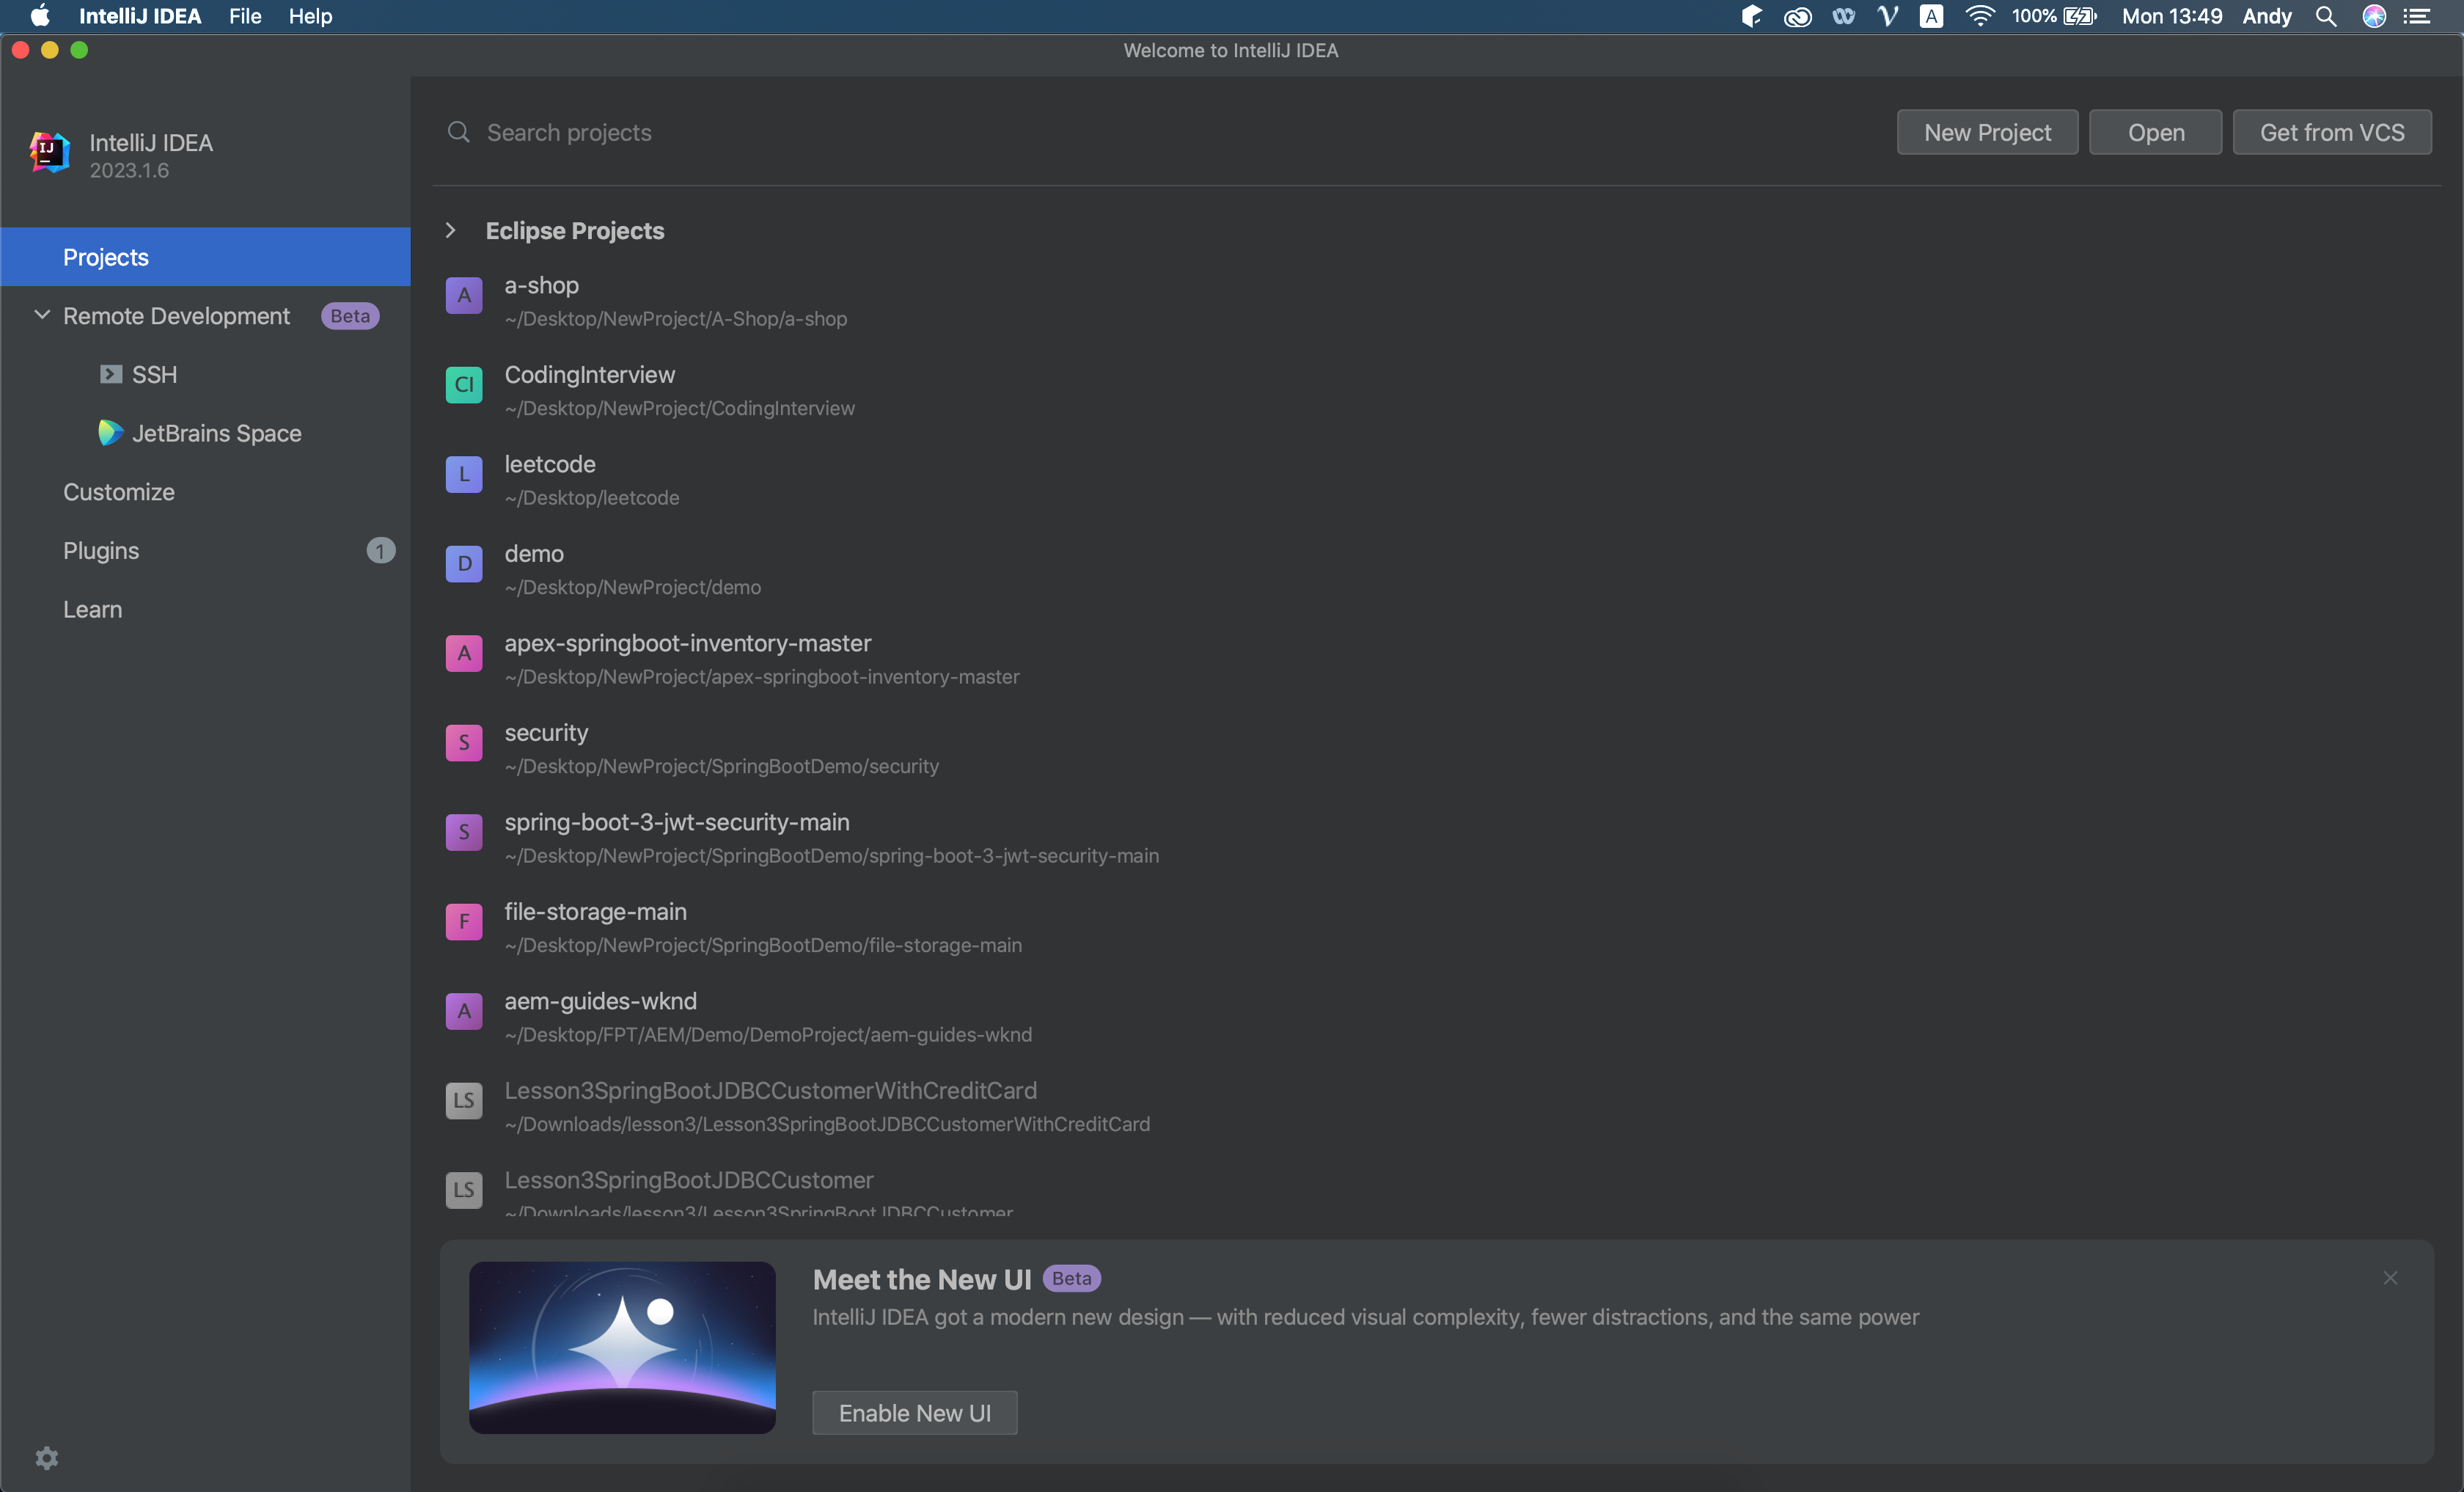 IntelliJ IDEA File Help 100% Mon 13:49 Andy
Welcome to IntelliJ IDEA
IJ
IntelliJ IDEA
2023.1.6
Projects
Remote Development Beta
SSH
JetBrains Space
Customize
Plugins 1
Learn
Search projects New Project Open Get from VCS
Eclipse Projects
A a-shop
~/Desktop/NewProject/A-Shop/a-shop
CI CodingInterview
~/Desktop/NewProject/CodingInterview
L leetcode
~/Desktop/leetcode
D demo
~/Desktop/NewProject/demo
A apex-springboot-inventory-master
~/Desktop/NewProject/apex-springboot-inventory-master
S security
~/Desktop/NewProject/SpringBootDemo/security
S spring-boot-3-jwt-security-main
~/Desktop/NewProject/SpringBootDemo/spring-boot-3-jwt-security-main
F file-storage-main
~/Desktop/NewProject/SpringBootDemo/file-storage-main
A aem-guides-wknd
~/Desktop/FPT/AEM/Demo/DemoProject/aem-guides-wknd
LS Lesson3SpringBootJDBCCustomerWithCreditCard
~/Downloads/lesson3/Lesson3SpringBootJDBCCustomerWithCreditCard
LS Lesson3SpringBootJDBCCustomer
~/Downloads/lesson3/Lesson3SpringBootJDBCCustomer
Meet the New UI Beta
IntelliJ IDEA got a modern new design — with reduced visual complexity, fewer distractions, and the same power
Enable New UI